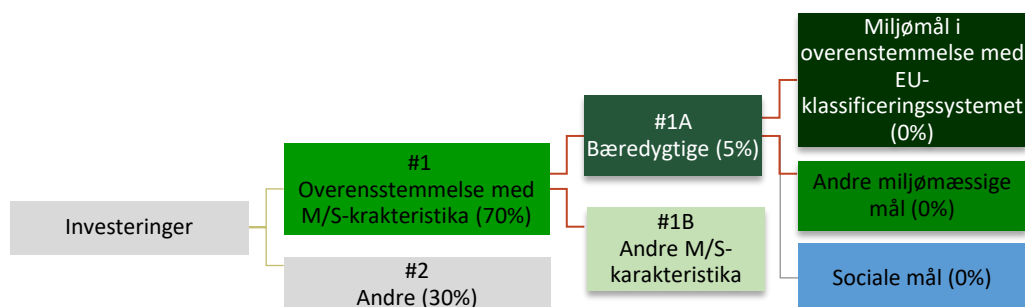 Investeringer
#1
Overensstemmelse med
M/S-krakteristika (70%)
#2
Andre (30%)
#1A
Bæredygtige (5%)
#1B
Andre M/S-
karakteristika
Miljømål i
overenstemmelse med
EU-
klassificeringssystemet
(0%)
Andre miljømæssige
mål (0%)
Sociale mål (0%)